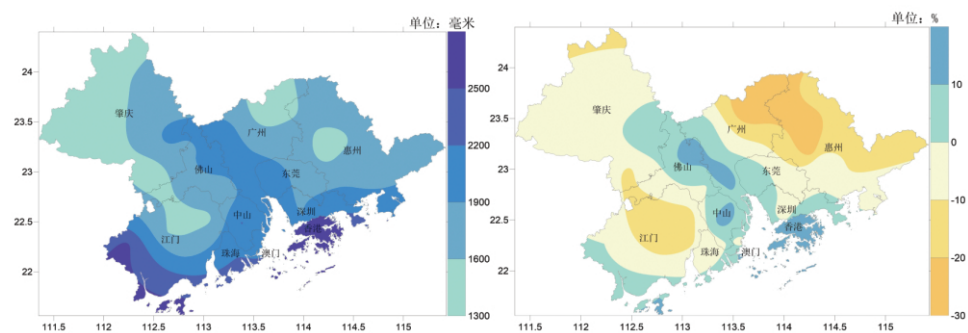 单位：毫米
24
23.5
23
22.5
22
111.5
112
112.5
113
113.5
114
114.5
115
肇庆
广州
惠州
佛山
东莞
中山
深圳
香港
江门
珠海
澳门
2500
2200
1900
1600
1300
单位：%
24
23.5
23
22.5
22
111.5
112
112.5
113
113.5
114
114.5
115
肇庆
广州
惠州
佛山
东莞
中山
深圳
香港
江门
珠海
澳门
10
0
-10
-20
-30